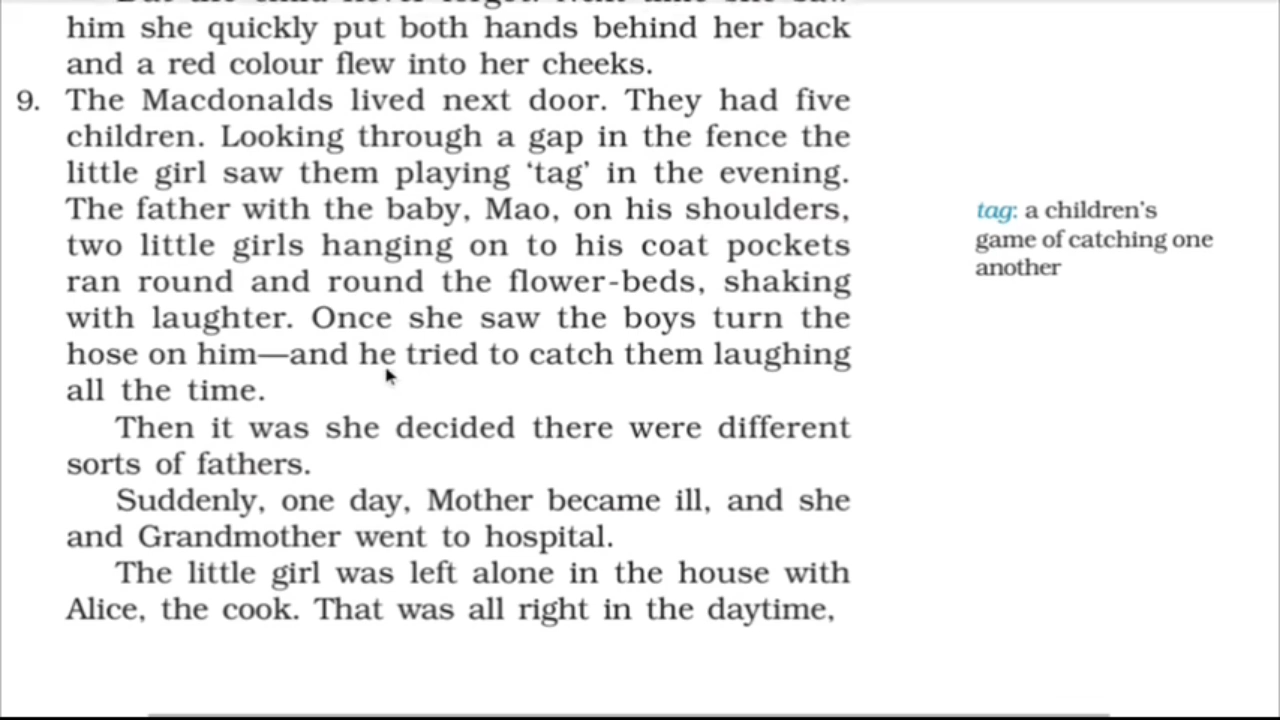 him she quickly put both hands behind her back
and a red colour flew into her cheeks.
9. The Macdonalds lived next door. They had five
children. Looking through a gap in the fence the
little girl saw them playing ‘tag’ in the evening.
The father with the baby, Mao, on his shoulders,
two little girls hanging on to his coat pockets
ran round and round the flower-beds, shaking
with laughter. Once she saw the boys turn the
hose on him—and he tried to catch them laughing
all the time.
Then it was she decided there were different
sorts of fathers.
Suddenly, one day, Mother became ill, and she
and Grandmother went to hospital.
The little girl was left alone in the house with
Alice, the cook. That was all right in the daytime,
tag: a children’s
game of catching one
another